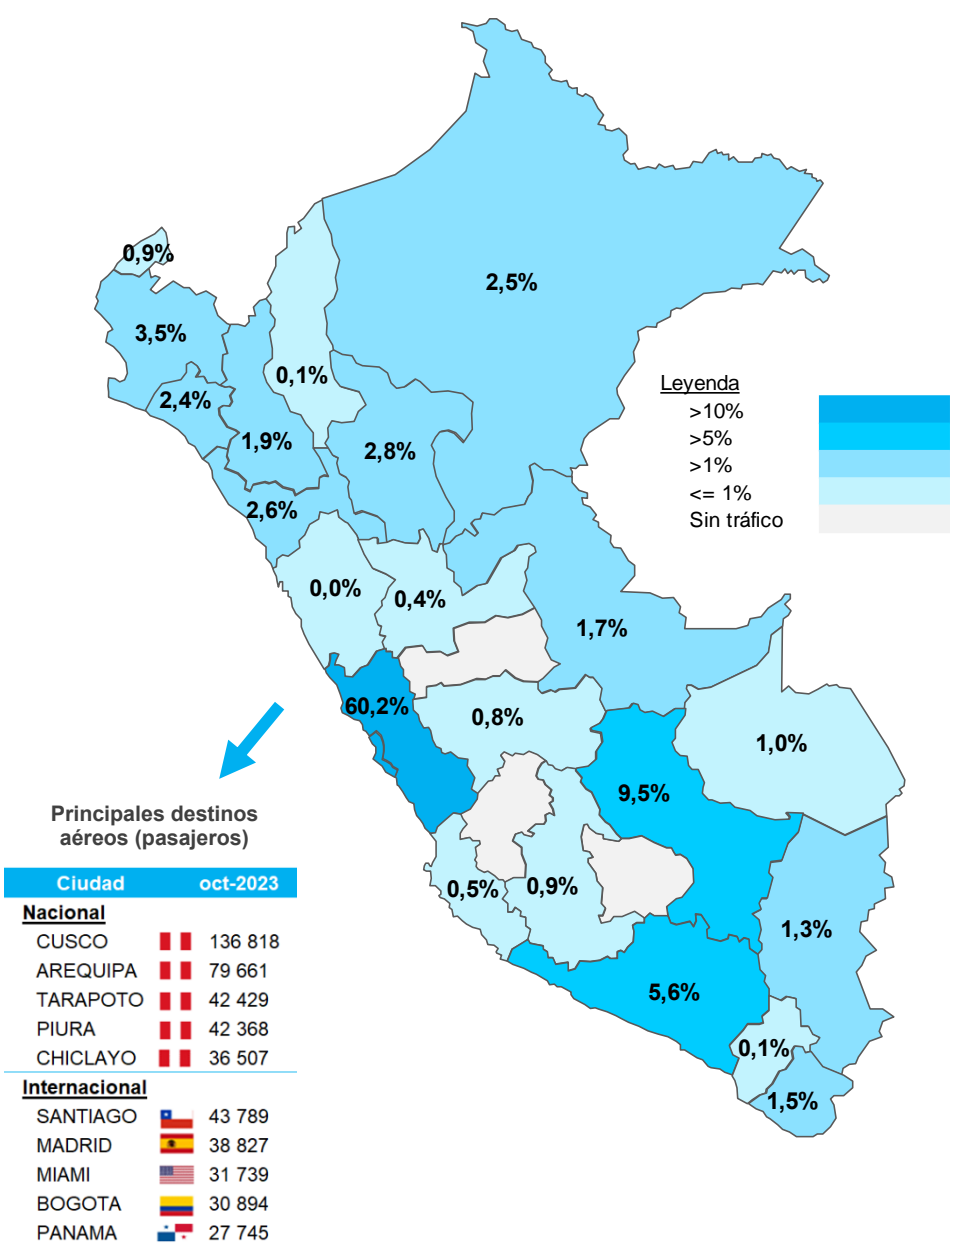 0,9%
2,5%
3,5%
0,1%
2,4%
1,9%
2,8%
2,6%
Leyenda
>10%
>5%
>1%
<= 1%
Sin tráfico
0,0%
0,4%
1,7%
60,2%
0,8%
1,0%
9,5%
0,5%
0,9%
1,3%
5,6%
0,1%
1,5%
Principales destinos
aéreos (pasajeros)
Ciudad oct-2023
Nacional
CUSCO 136 818
AREQUIPA 79 661
TARAPOTO 42 429
PIURA 42 368
CHICLAYO 36 507
Internacional
SANTIAGO 43 789
MADRID 38 827
MIAMI 31 739
BOGOTA 30 894
PANAMA 27 745